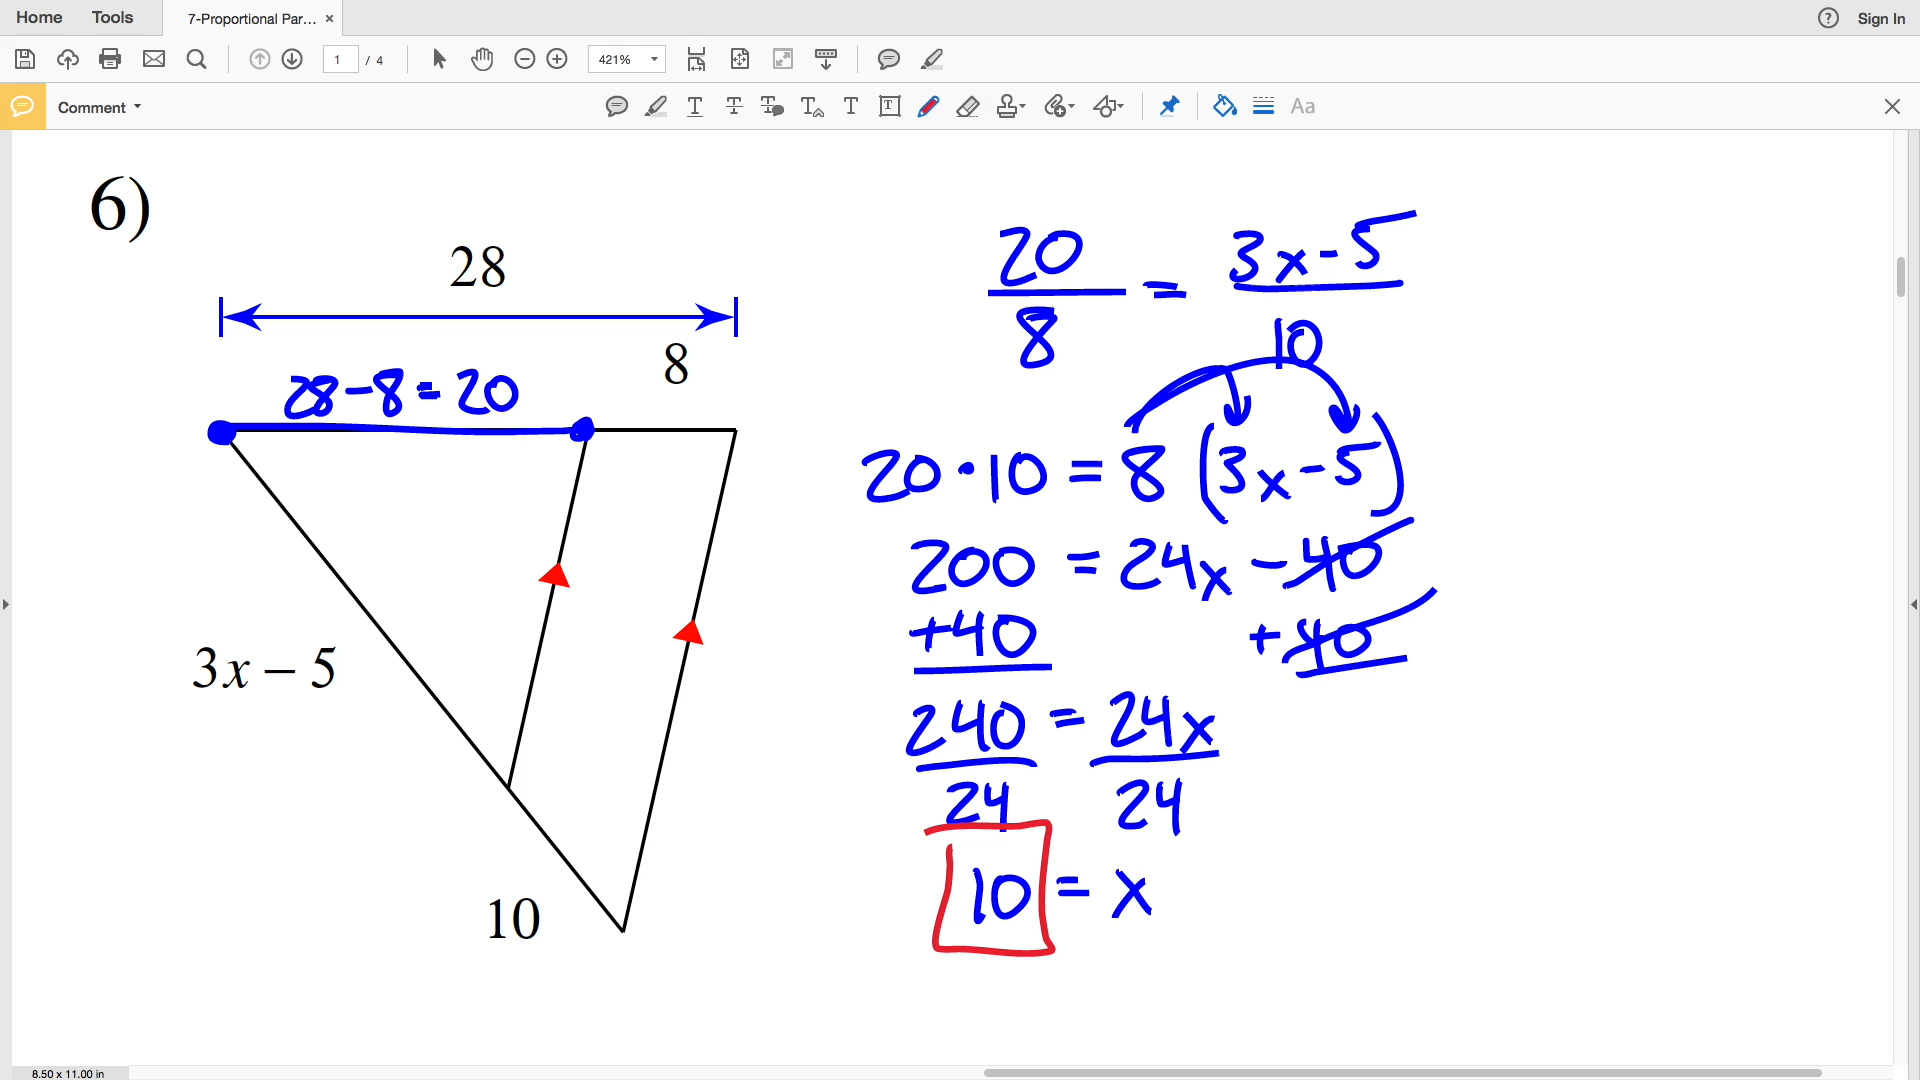 Home Tools 7-Proportional Par... × ? Sign In
1 / 4 421%
Comment T T T T T T Aa
6)
28
8
28-8=20
3x – 5
10
20/8 = 3x-5/10
20·10 = 8(3x-5)
200 = 24x - 40
+40 +40
240 = 24x
24 24
10 = x
8.50 x 11.00 in